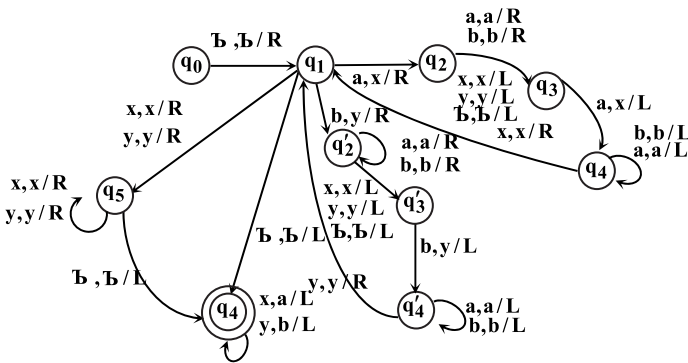 Ъ ,Ъ / R
a,a / R
b,b / R
q0
q1
q2
a,x / R
x,x / L
y,y / L
Ъ,Ъ / L
q3
a,x / L
x,x / R
y,y / R
b,y / R
q′2
a,a / R
b,b / R
x,x / R
b,b / L
a,a / L
q4
x,x / R
y,y / R
q5
x,x / L
y,y / L
Ъ,Ъ / L
q′3
Ъ ,Ъ / L
b,y / L
Ъ ,Ъ / L
y,y / R
q4
x,a / L
y,b / L
q′4
a,a / L
b,b / L